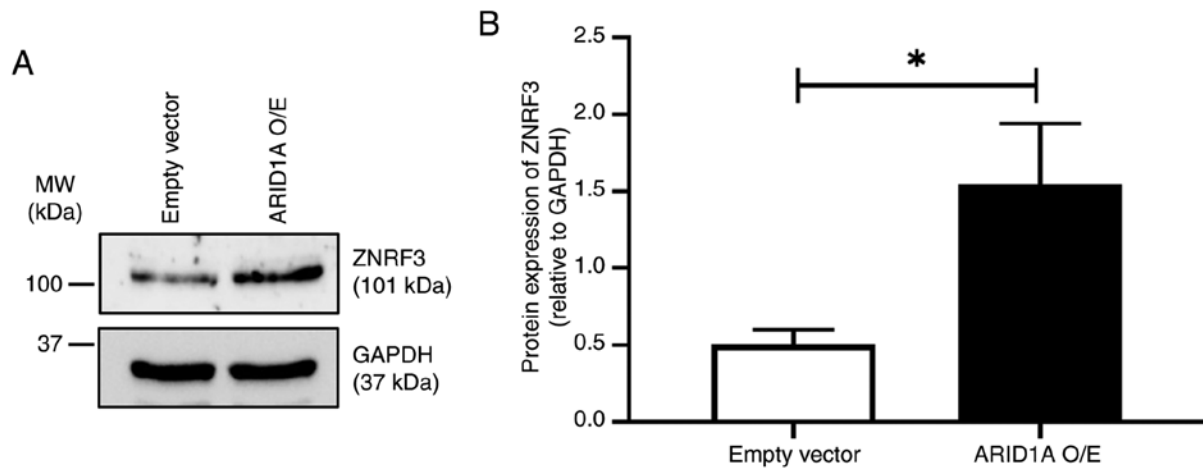 A
Empty vector
ARID1A O/E
MW
(kDa)
100
37
ZNRF3
(101 kDa)
GAPDH
(37 kDa)
B
Protein expression of ZNRF3
(relative to GAPDH)
2.5
2.0
1.5
1.0
0.5
0.0
*
Empty vector
ARID1A O/E